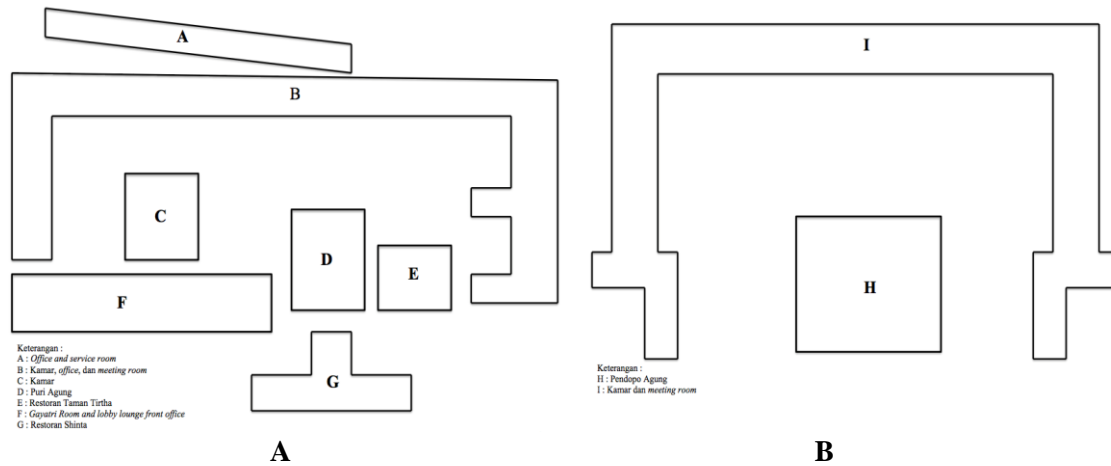 A
B
C
D
E
F
G
Keterangan :
A : Office and service room
B : Kamar, office, dan meeting room
C : Kamar
D : Puri Agung
E : Restoran Taman Tirtha
F : Gayatri Room and lobby lounge front office
G : Restoran Shinta
A
I
H
Keterangan :
H : Pendopo Agung
I : Kamar dan meeting room
B